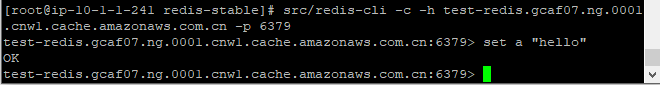 [root@ip-10-1-1-241 redis-stable]# src/redis-cli -c -h test-redis.gcaf07.ng.0001
.cnw1.cache.amazonaws.com.cn -p 6379
test-redis.gcaf07.ng.0001.cnw1.cache.amazonaws.com.cn:6379> set a "hello"
OK
test-redis.gcaf07.ng.0001.cnw1.cache.amazonaws.com.cn:6379>